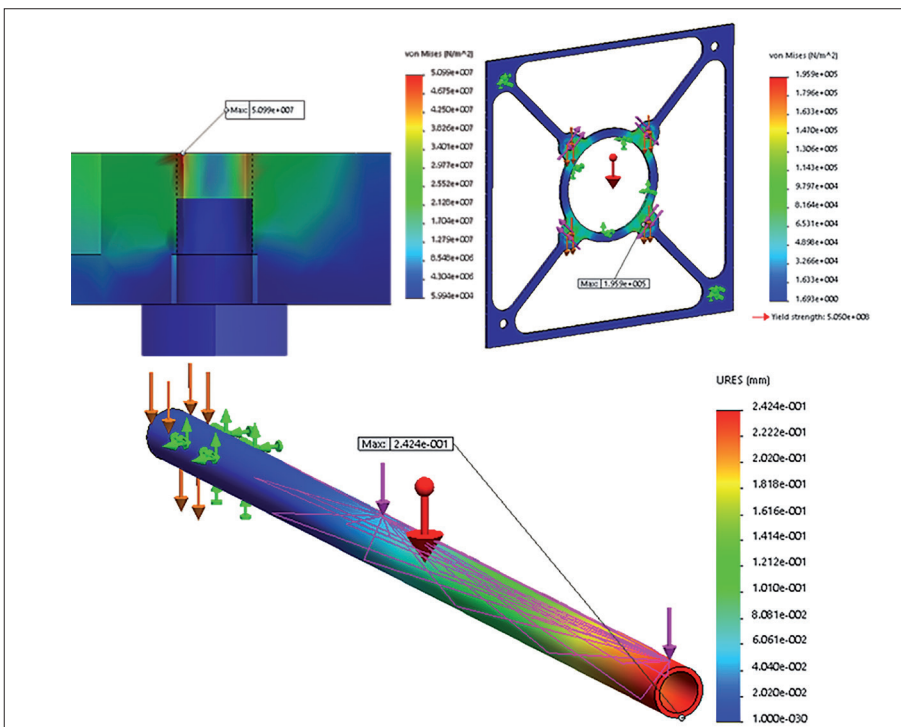 von Mises (N/m^2)
5.099e+007
4.675e+007
4.250e+007
3.826e+007
3.401e+007
2.977e+007
2.552e+007
2.128e+007
1.704e+007
1.279e+007
8.548e+006
4.304e+006
5.994e+004
Max: 5.099e+007
von Mises (N/m^2)
1.959e+005
1.796e+005
1.633e+005
1.470e+005
1.306e+005
1.143e+005
9.797e+004
8.164e+004
6.531e+004
4.898e+004
3.266e+004
1.633e+004
1.693e+000
Yield strength: 5.050e+008
Max: 1.959e+005
URES (mm)
2.424e-001
2.222e-001
2.020e-001
1.818e-001
1.616e-001
1.414e-001
1.212e-001
1.010e-001
8.081e-002
6.061e-002
4.040e-002
2.020e-002
1.000e-030
Max: 2.424e-001